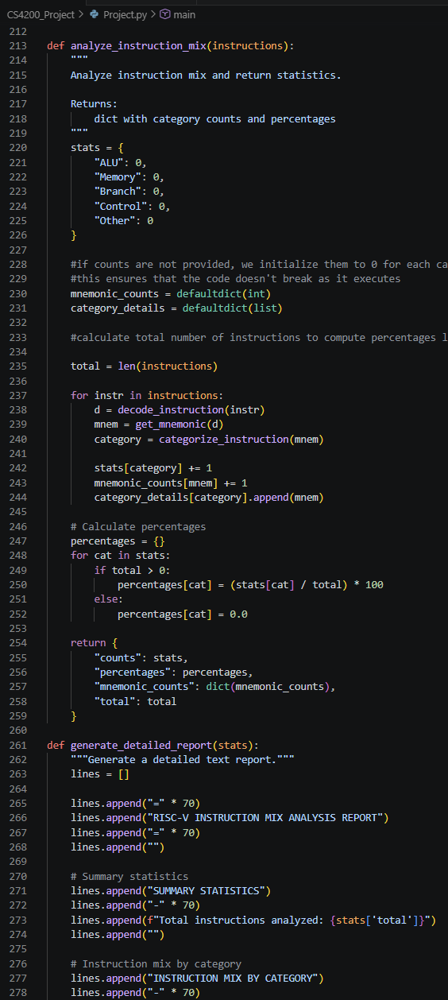 CS4200_Project > Project.py > main
212
213 def analyze_instruction_mix(instructions):
214     """
215     Analyze instruction mix and return statistics.
216
217     Returns:
218         dict with category counts and percentages
219     """
220     stats = {
221         "ALU": 0,
222         "Memory": 0,
223         "Branch": 0,
224         "Control": 0,
225         "Other": 0
226     }
227
228     #if counts are not provided, we initialize them to 0 for each ca
229     #this ensures that the code doesn't break as it executes
230     mnemonic_counts = defaultdict(int)
231     category_details = defaultdict(list)
232
233     #calculate total number of instructions to compute percentages l
234
235     total = len(instructions)
236
237     for instr in instructions:
238         d = decode_instruction(instr)
239         mnem = get_mnemonic(d)
240         category = categorize_instruction(mnem)
241
242         stats[category] += 1
243         mnemonic_counts[mnem] += 1
244         category_details[category].append(mnem)
245
246     # Calculate percentages
247     percentages = {}
248     for cat in stats:
249         if total > 0:
250             percentages[cat] = (stats[cat] / total) * 100
251         else:
252             percentages[cat] = 0.0
253
254     return {
255         "counts": stats,
256         "percentages": percentages,
257         "mnemonic_counts": dict(mnemonic_counts),
258         "total": total
259     }
260
261 def generate_detailed_report(stats):
262     """Generate a detailed text report."""
263     lines = []
264
265     lines.append("=" * 70)
266     lines.append("RISC-V INSTRUCTION MIX ANALYSIS REPORT")
267     lines.append("=" * 70)
268     lines.append("")
269
270     # Summary statistics
271     lines.append("SUMMARY STATISTICS")
272     lines.append("-" * 70)
273     lines.append(f"Total instructions analyzed: {stats['total']}")
274     lines.append("")
275
276     # Instruction mix by category
277     lines.append("INSTRUCTION MIX BY CATEGORY")
278     lines.append("-" * 70)